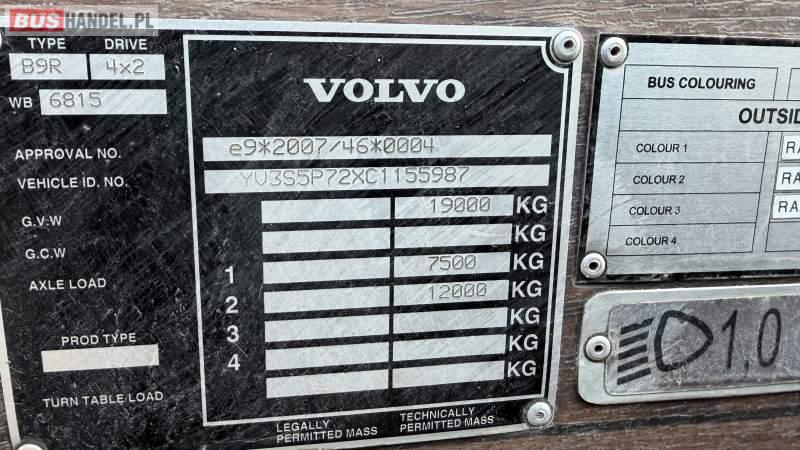 BUSHANDEL.PL
TYPE DRIVE
B9R 4x2
WB 6815
VOLVO
APPROVAL NO. e9*2007/46*0004
VEHICLE ID. NO. YV3S5P72XC1155987
G.V.W 19000 KG
G.C.W KG
AXLE LOAD 1 7500 KG
2 12000 KG
3 KG
4 KG
KG
PROD TYPE
TURN TABLE LOAD
LEGALLY PERMITTED MASS
TECHNICALLY PERMITTED MASS
BUS COLOURING
OUTSID
COLOUR 1 RA
COLOUR 2 RA
COLOUR 3 RA
COLOUR 4
1,0